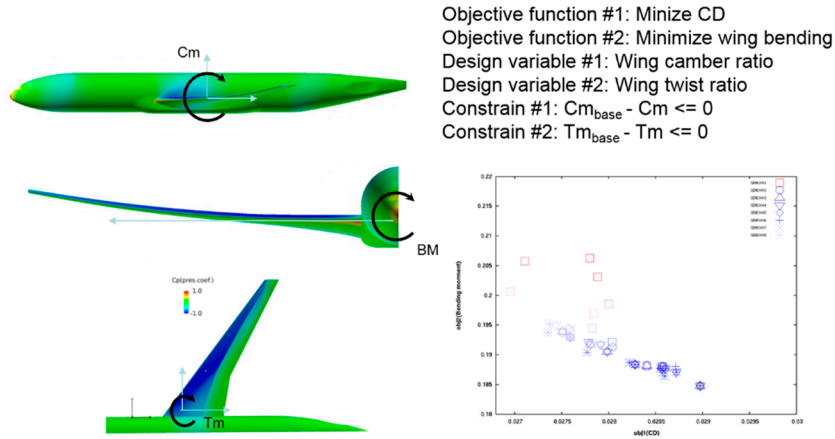 Objective function #1: Minize CD
Objective function #2: Minimize wing bending
Design variable #1: Wing camber ratio
Design variable #2: Wing twist ratio
Constrain #1: Cmbase - Cm <= 0
Constrain #2: Tmbase - Tm <= 0
Cm
BM
Cp(pres.coef.)
1.0
-1.0
Tm
0.22
0.215
0.21
0.205
0.2
0.195
0.19
0.185
0.18
obj2(Bending morment)
0.027
0.0275
0.028
0.0285
0.029
0.0295
0.03
obj1(CD)